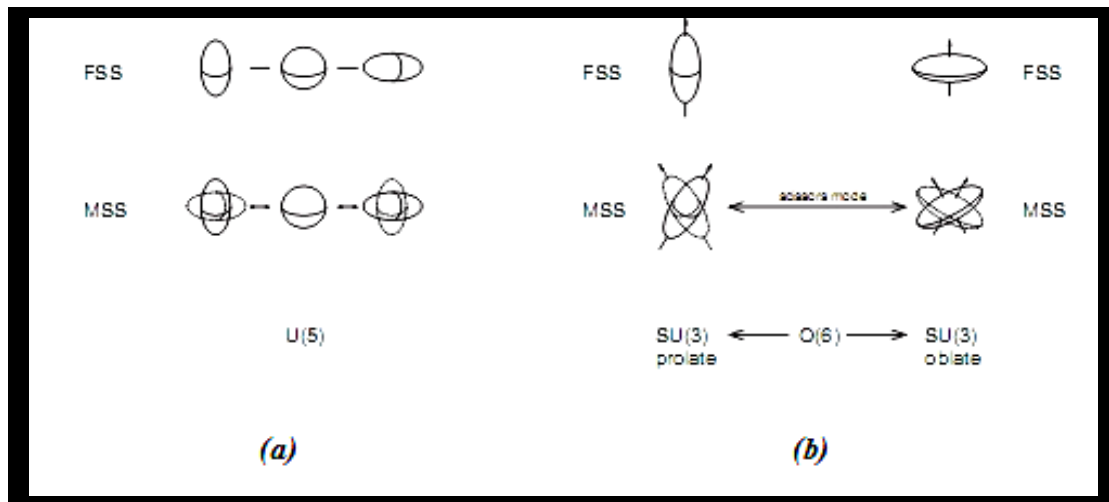 FSS
MSS
U(5)
(a)
FSS
FSS
MSS
scissors mode
MSS
SU(3)
O(6)
SU(3)
prolate
oblate
(b)